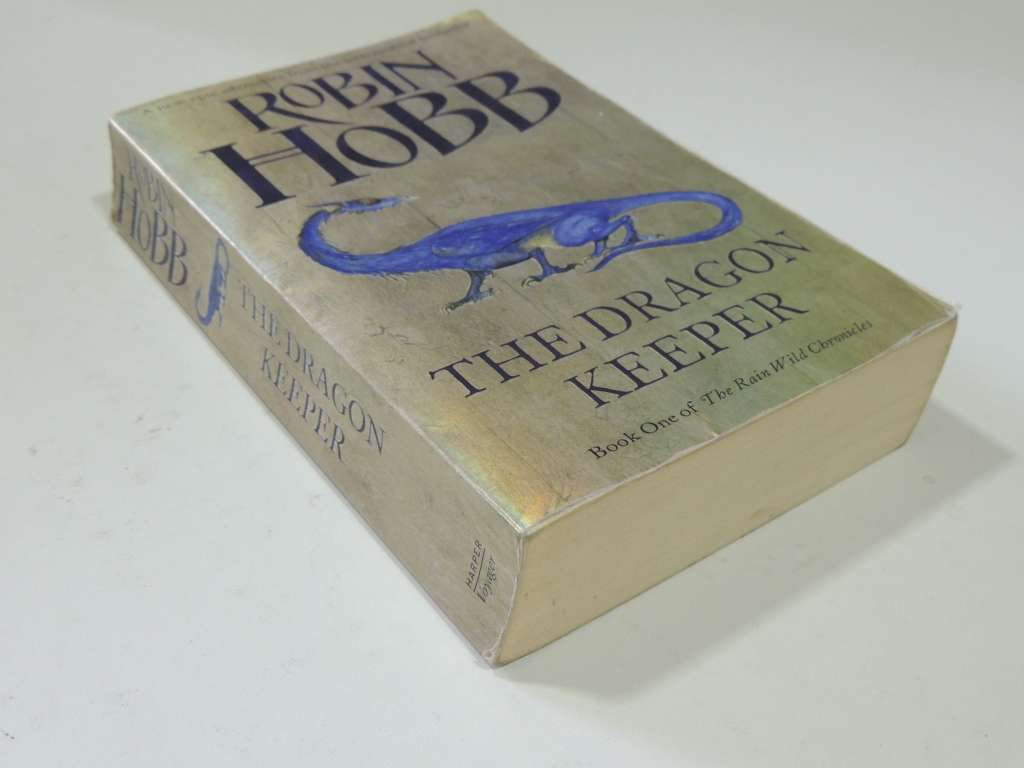 ROBIN
HOBB
THE DRAGON
KEEPER
Book One of The Rain Wild Chronicles
ROBIN
HOBB
THE DRAGON
KEEPER
HARPER
Voyager